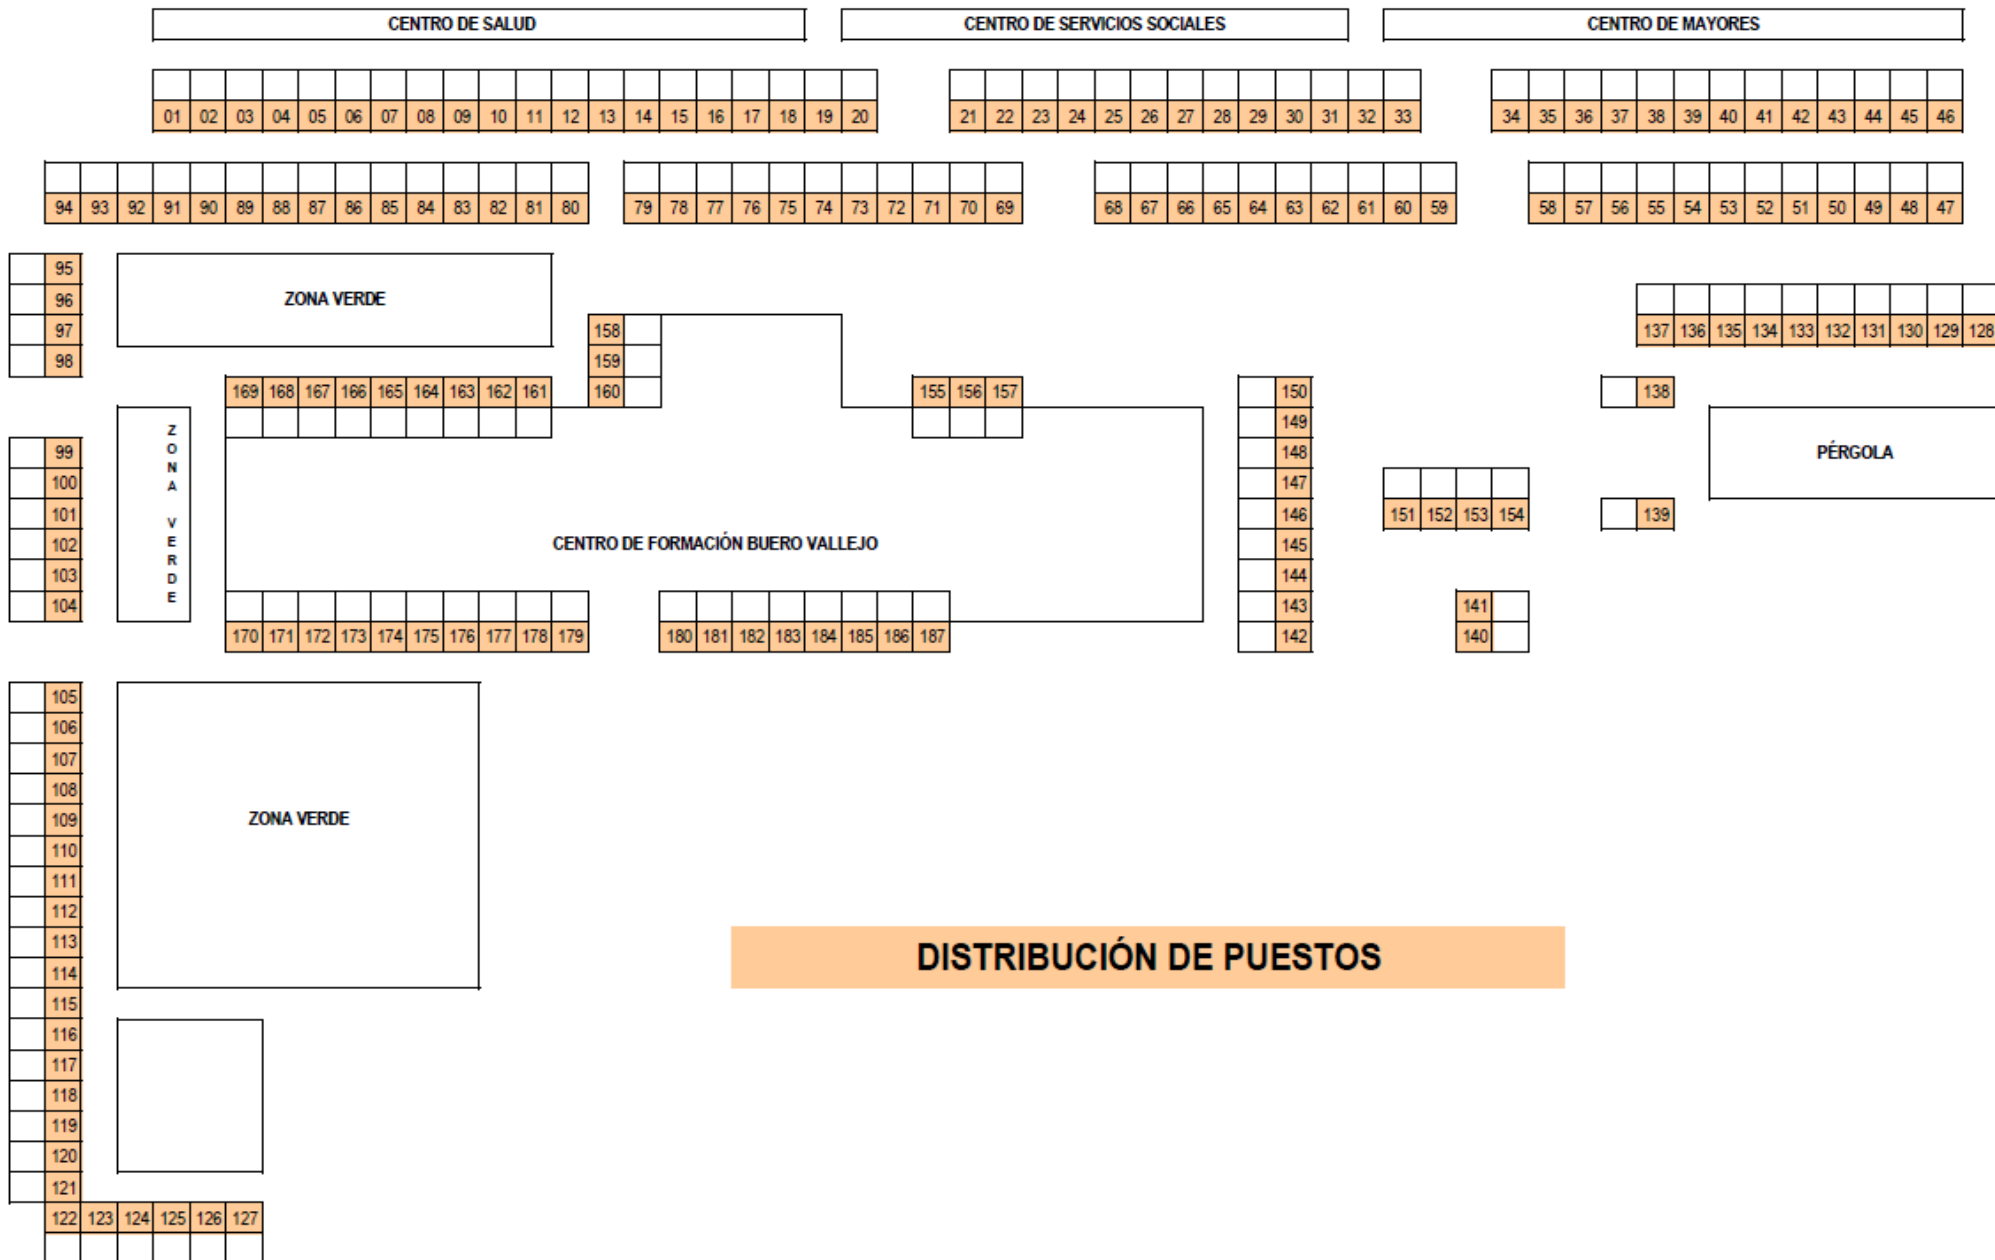 CENTRO DE SALUD CENTRO DE SERVICIOS SOCIALES CENTRO DE MAYORES
01 02 03 04 05 06 07 08 09 10 11 12 13 14 15 16 17 18 19 20 21 22 23 24 25 26 27 28 29 30 31 32 33 34 35 36 37 38 39 40 41 42 43 44 45 46
94 93 92 91 90 89 88 87 86 85 84 83 82 81 80 79 78 77 76 75 74 73 72 71 70 69 68 67 66 65 64 63 62 61 60 59 58 57 56 55 54 53 52 51 50 49 48 47
95
96
97
98
ZONA VERDE
158
159
160
137 136 135 134 133 132 131 130 129 128
169 168 167 166 165 164 163 162 161
155 156 157
150
149
148
147
146
145
144
143
142
138
PÉRGOLA
139
151 152 153 154
141
140
99
100
101
102
103
104
ZONA VERDE
CENTRO DE FORMACIÓN BUERO VALLEJO
170 171 172 173 174 175 176 177 178 179
180 181 182 183 184 185 186 187
105
106
107
108
109
110
111
112
113
114
115
116
117
118
119
120
121
ZONA VERDE
DISTRIBUCIÓN DE PUESTOS
122 123 124 125 126 127